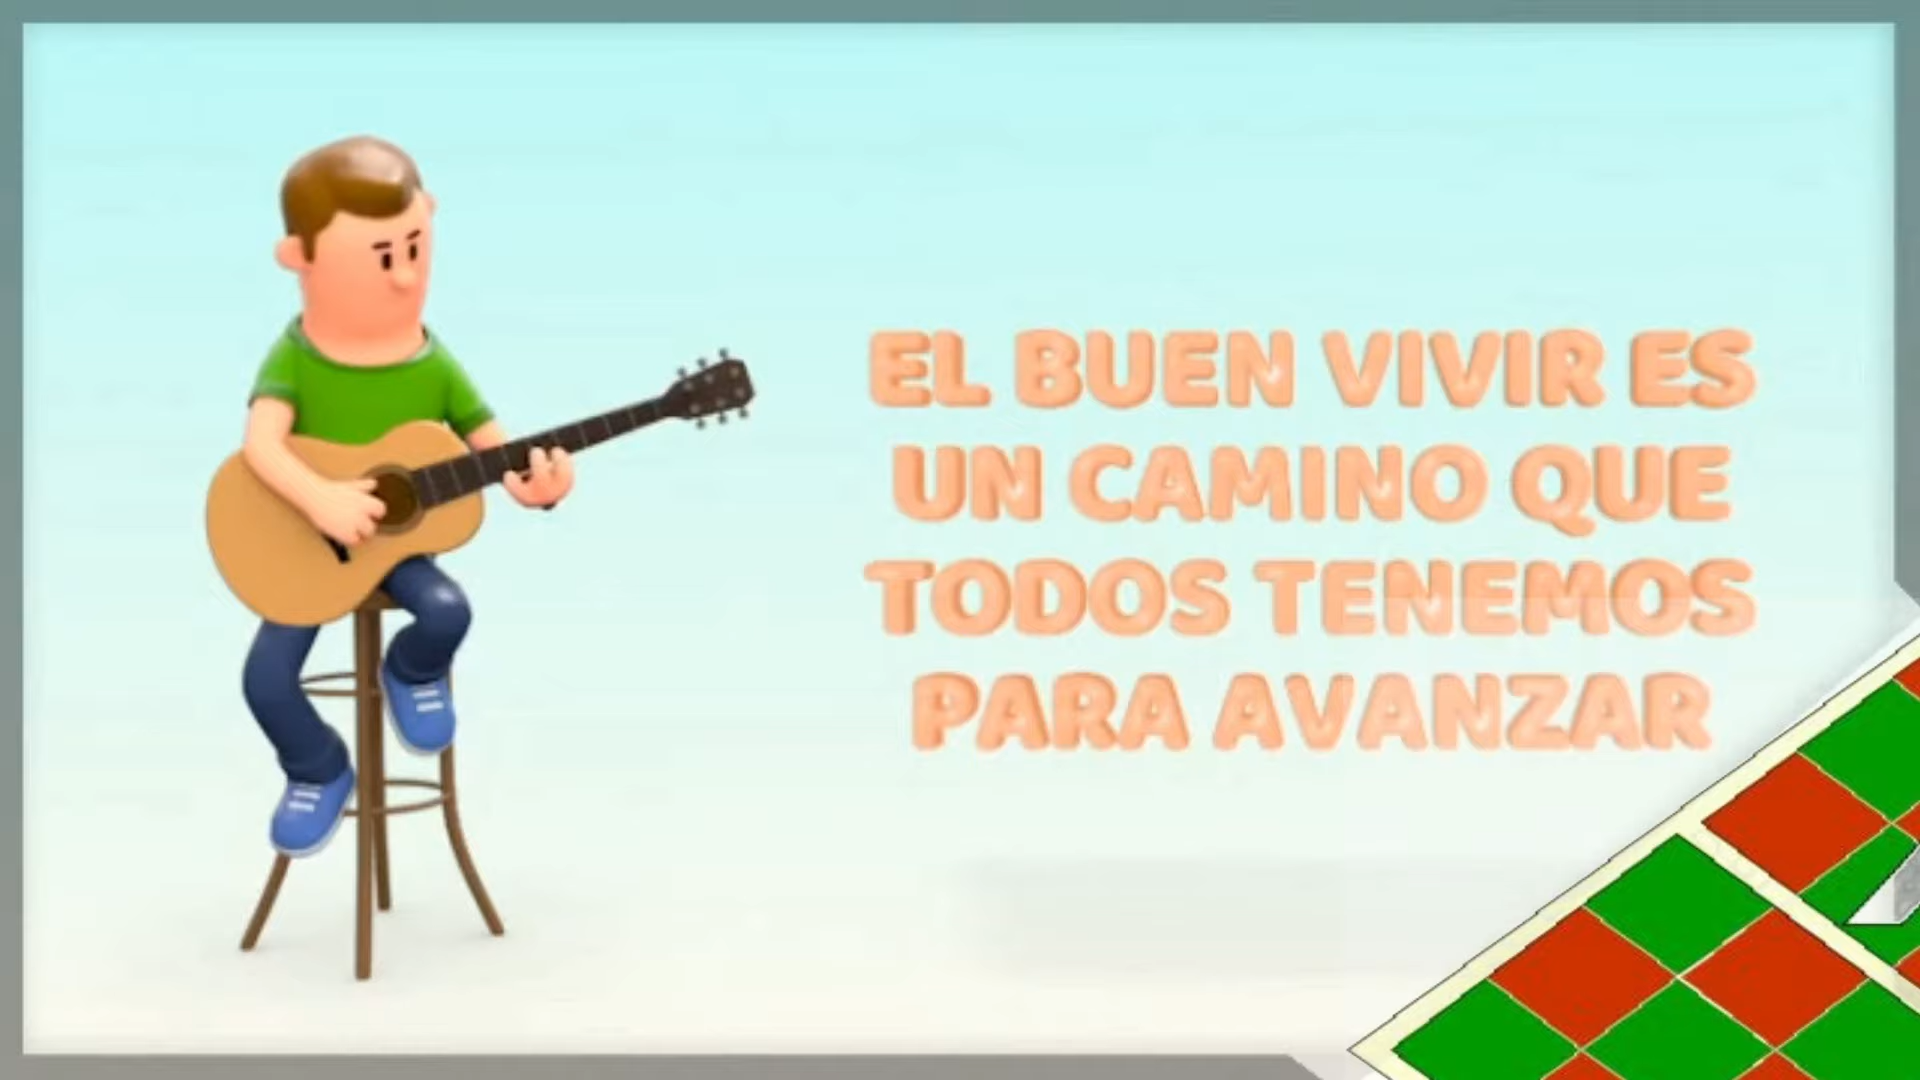 EL BUEN VIVIR ES
UN CAMINO QUE
TODOS TENEMOS
PARA AVANZAR